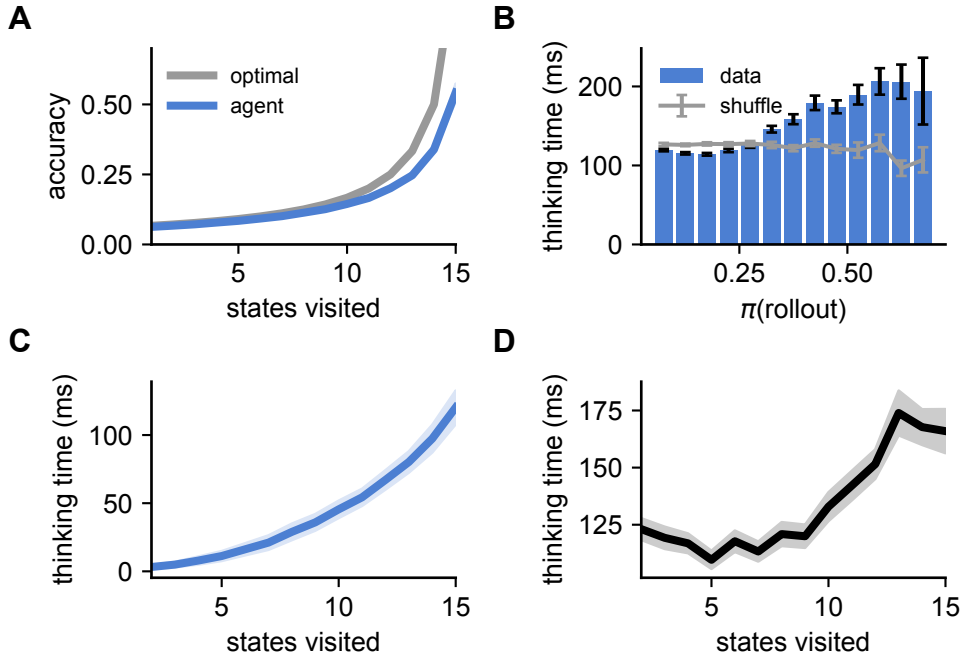 A
accuracy
0.50
0.25
0.00
optimal
agent
5
10
15
states visited
B
thinking time (ms)
200
100
0
data
shuffle
0.25
0.50
π(rollout)
C
thinking time (ms)
100
50
0
5
10
15
states visited
D
thinking time (ms)
175
150
125
5
10
15
states visited